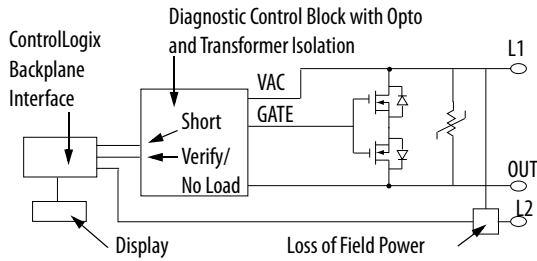 Diagnostic Control Block with Opto
and Transformer Isolation
ControlLogix
Backplane
Interface
L1
VAC
GATE
Short
Verify/
No Load
OUT
L2
Display
Loss of Field Power